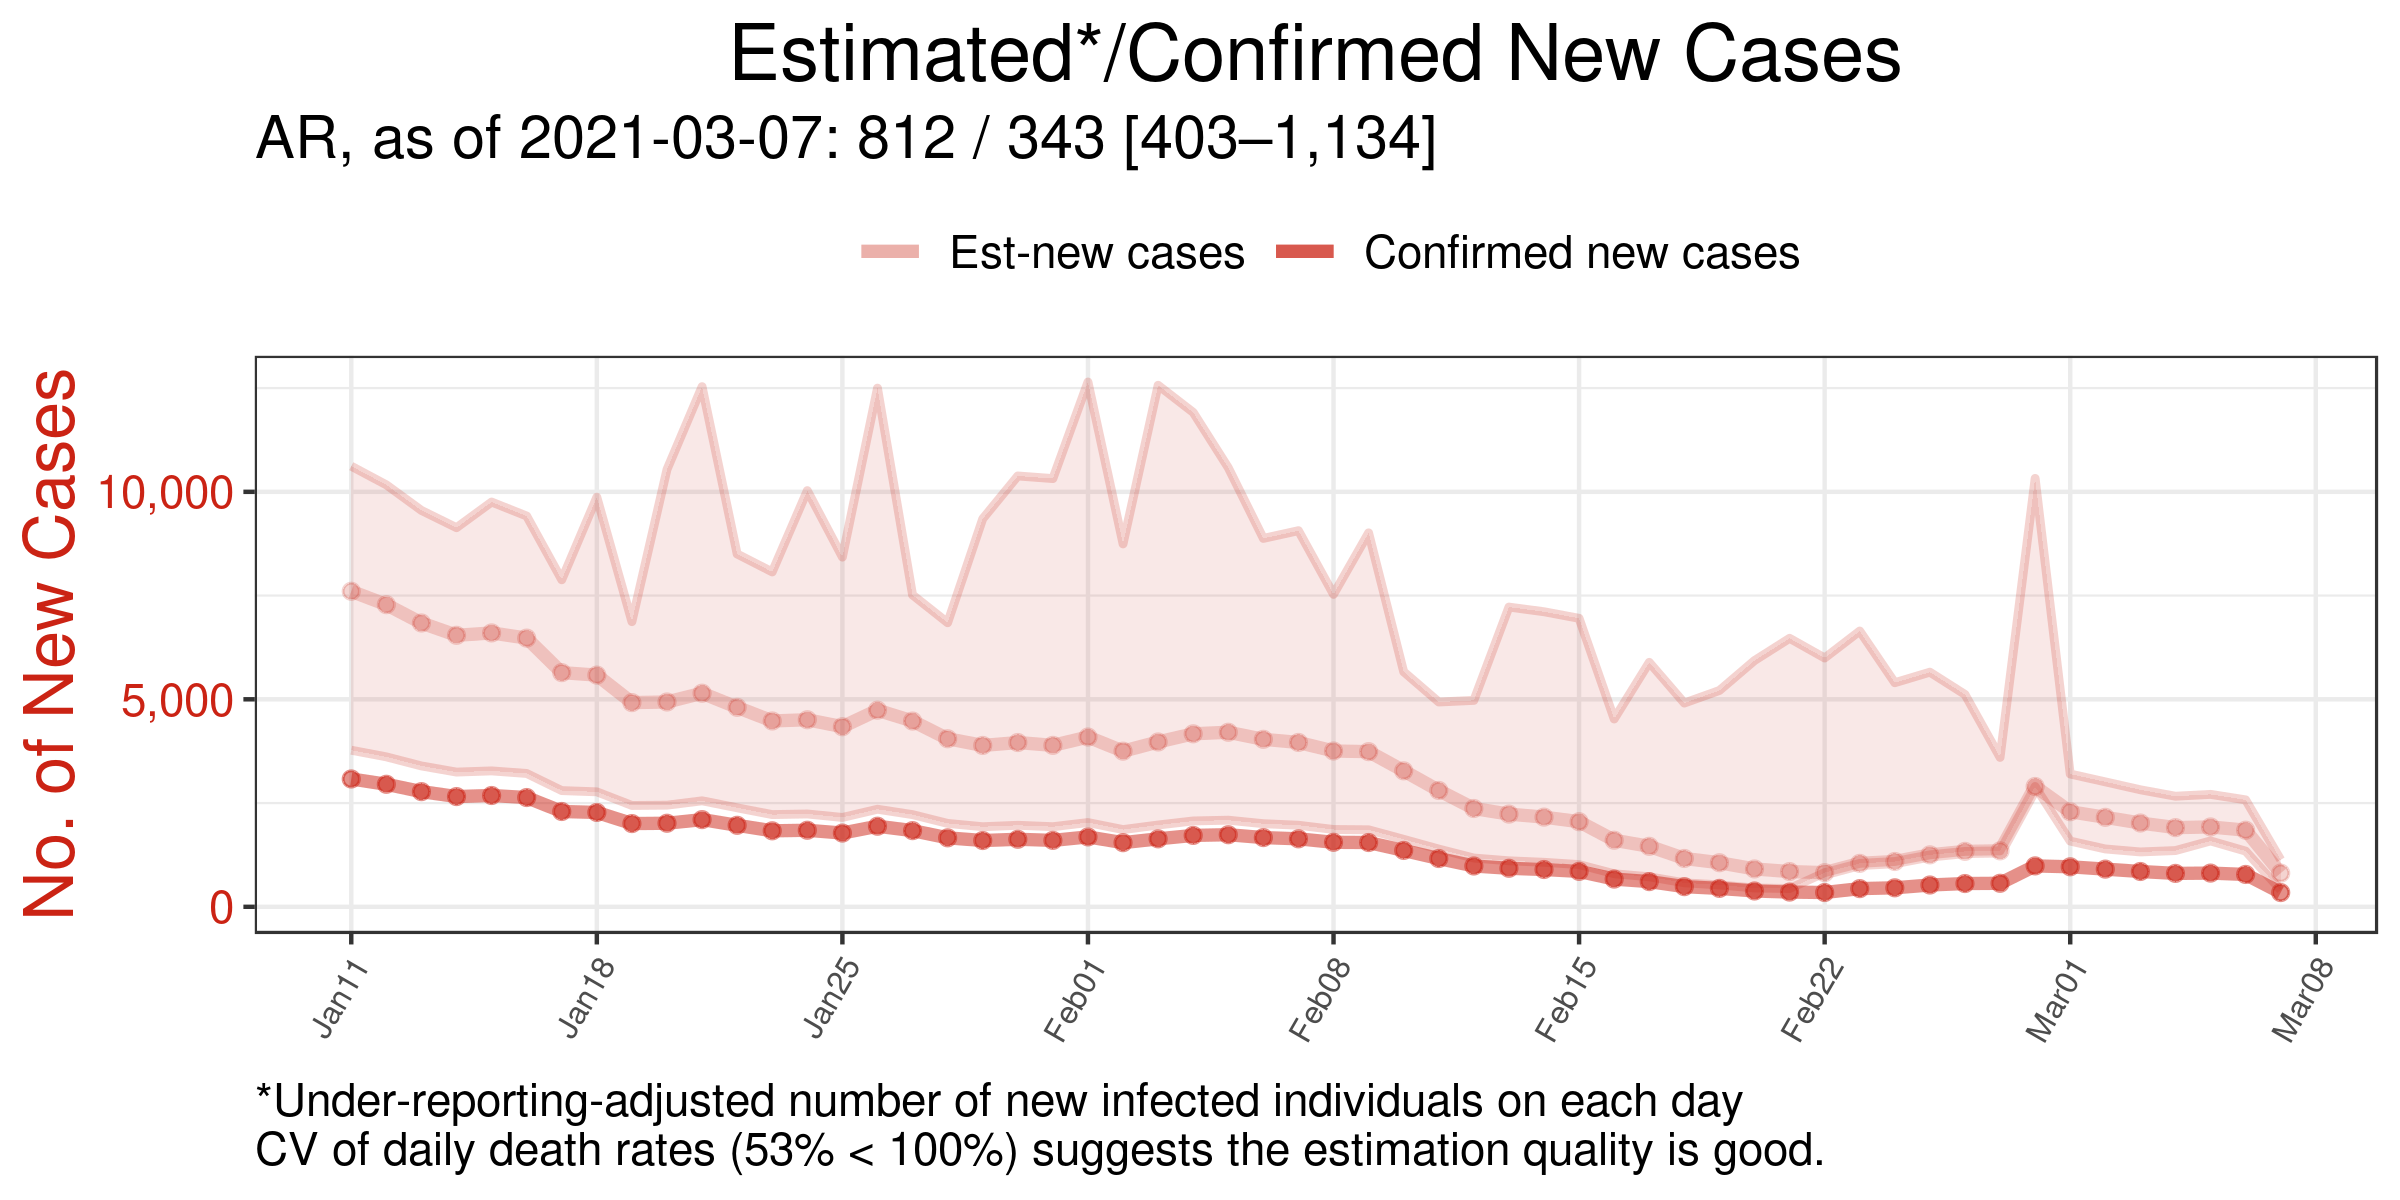 Estimated*/Confirmed New Cases
AR, as of 2021-03-07: 812 / 343 [403–1,134]
Est-new cases Confirmed new cases
No. of New Cases
10,000
5,000
0
Jan11 Jan18 Jan25 Feb01 Feb08 Feb15 Feb22 Mar01 Mar08
*Under-reporting-adjusted number of new infected individuals on each day
CV of daily death rates (53% < 100%) suggests the estimation quality is good.